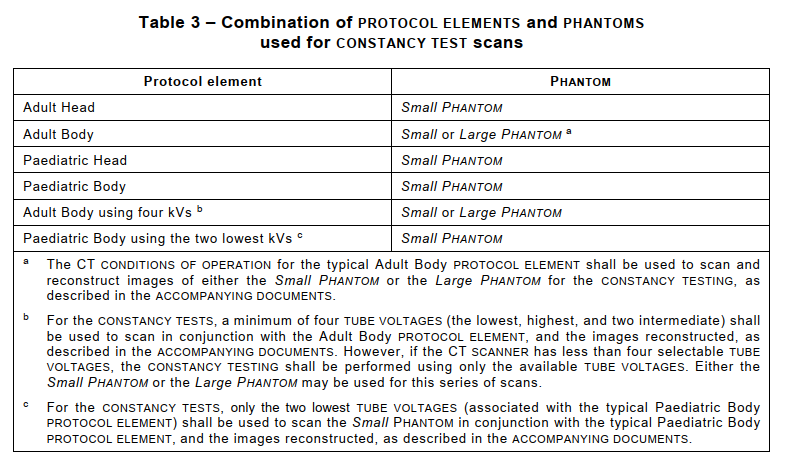 Table 3 – Combination of PROTOCOL ELEMENTS and PHANTOMS
used for CONSTANCY TEST scans
Protocol element PHANTOM
Adult Head Small PHANTOM
Adult Body Small or Large PHANTOM a
Paediatric Head Small PHANTOM
Paediatric Body Small PHANTOM
Adult Body using four kVs b Small or Large PHANTOM
Paediatric Body using the two lowest kVs c Small PHANTOM
a The CT CONDITIONS OF OPERATION for the typical Adult Body PROTOCOL ELEMENT shall be used to scan and
reconstruct images of either the Small PHANTOM or the Large PHANTOM for the CONSTANCY TESTING, as
described in the ACCOMPANYING DOCUMENTS.
b For the CONSTANCY TESTS, a minimum of four TUBE VOLTAGES (the lowest, highest, and two intermediate) shall
be used to scan in conjunction with the Adult Body PROTOCOL ELEMENT, and the images reconstructed, as
described in the ACCOMPANYING DOCUMENTS. However, if the CT SCANNER has less than four selectable TUBE
VOLTAGES, the CONSTANCY TESTING shall be performed using only the available TUBE VOLTAGES. Either the
Small PHANTOM or the Large PHANTOM may be used for this series of scans.
c For the CONSTANCY TESTS, only the two lowest TUBE VOLTAGES (associated with the typical Paediatric Body
PROTOCOL ELEMENT) shall be used to scan the Small PHANTOM in conjunction with the typical Paediatric Body
PROTOCOL ELEMENT, and the images reconstructed, as described in the ACCOMPANYING DOCUMENTS.